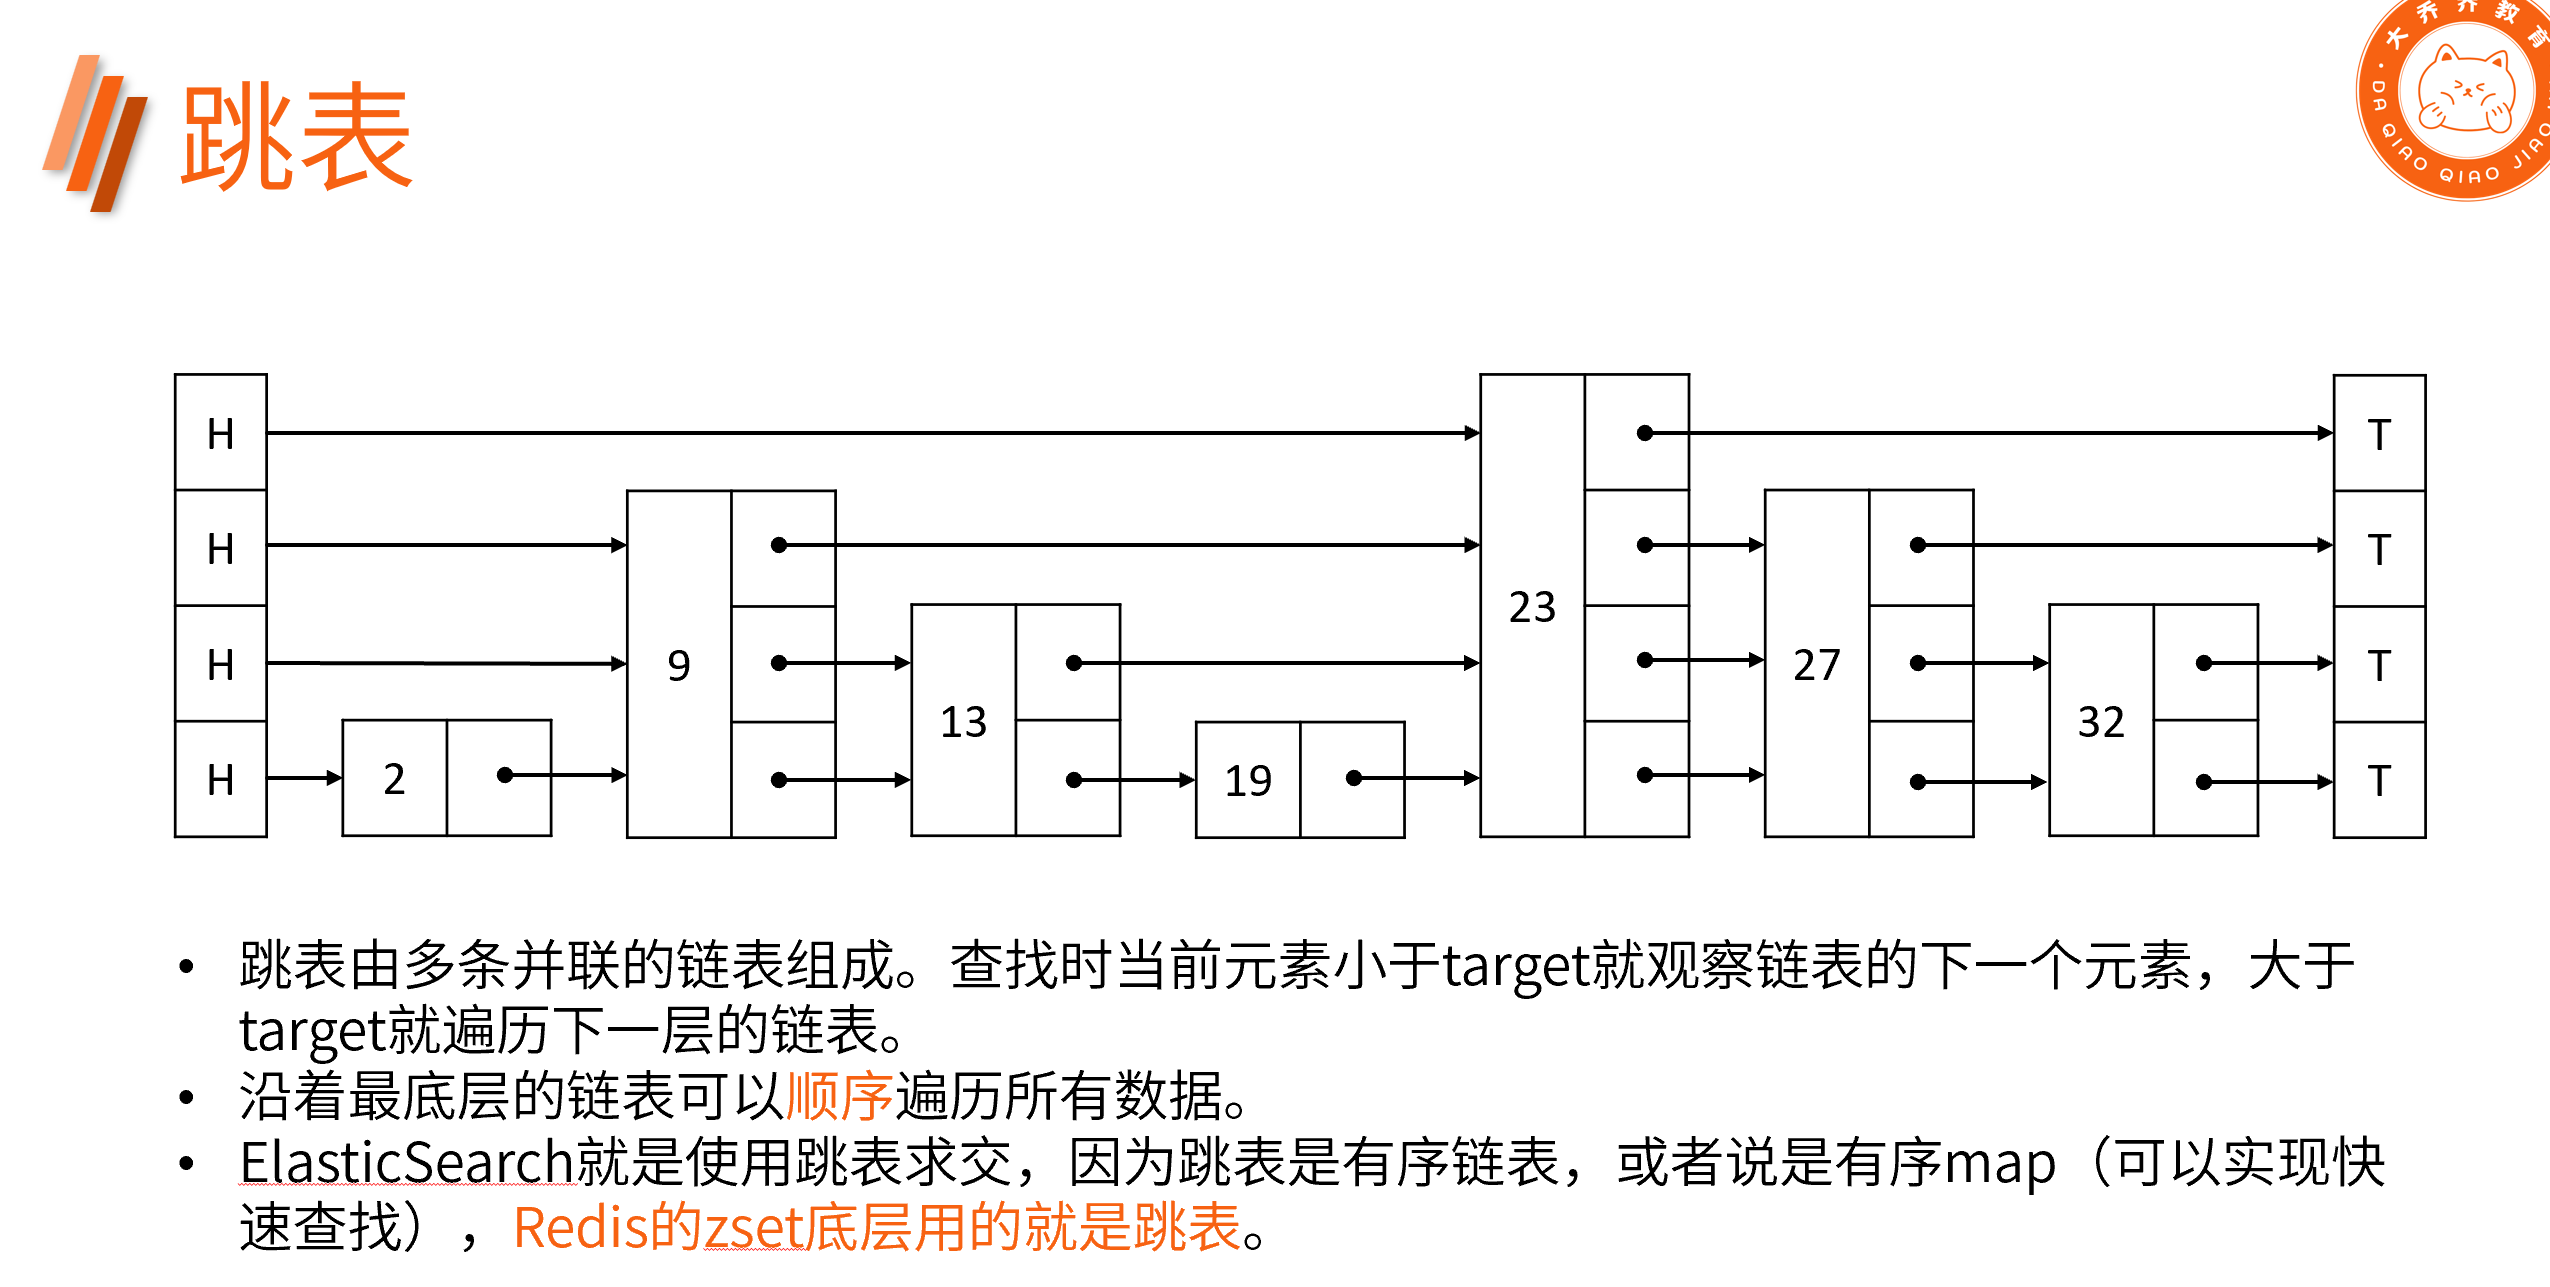 跳表
大乔乔教育
DA QIAO QIAO JIAO
H
T
H
T
H
9
13
23
27
32
T
H
2
19
T
• 跳表由多条并联的链表组成。查找时当前元素小于target就观察链表的下一个元素，大于
target就遍历下一层的链表。
• 沿着最底层的链表可以顺序遍历所有数据。
• ElasticSearch就是使用跳表求交，因为跳表是有序链表，或者说是有序map（可以实现快
速查找），Redis的zset底层用的就是跳表。